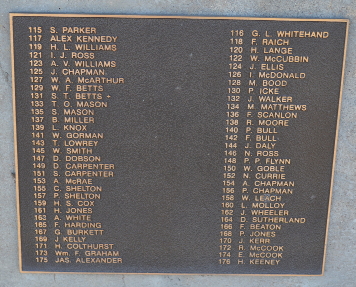 115 S. PARKER
117 ALEX KENNEDY
119 H. L. WILLIAMS
121 I. J. ROSS
123 A. V. WILLIAMS
125 J. CHAPMAN.
127 W. A. McARTHUR
129 W. F. BETTS
131 S. T. BETTS +
133 T. O. MASON
135 S. MASON
137 B. MILLER
139 L. KNOX
141 W. GORMAN
143 T. LOWREY
145 W. SMITH
147 D. DOBSON
149 D. CARPENTER
151 S. CARPENTER
153 A. McRAE
155 C. SHELTON
157 P. SHELTON
159 H. S. COX
161 H. JONES
163 A. WHITE
165 F. HARDING
167 G. BURKETT
169 J. KELLY
171 H. COLTHURST
173 Wm. F. GRAHAM
175 JAS. ALEXANDER
116 G. L. WHITEHAND
118 F. RAICH
120 H. LANGE
122 W. McCUBBIN
124 J. ELLIS
126 I. McDONALD
128 M. BOOD
130 P. ICKE
132 J. WALKER
134 M. MATTHEWS
136 F. SCANLON
138 R. MOORE
140 P. BULL
142 F. BULL
144 J. DALY
146 N. ROSS
148 P. P. FLYNN
150 W. GOBLE
152 N. CURRIE
154 A. CHAPMAN
156 P. CHAPMAN
158 W. LEACH
160 L. MOLLOY
162 J. WHEELER
164 D. SUTHERLAND
166 F. BEATON
168 P. JONES
170 J. KERR
172 R. McCOOK
174 E. McCOOK
176 H. KEENEY